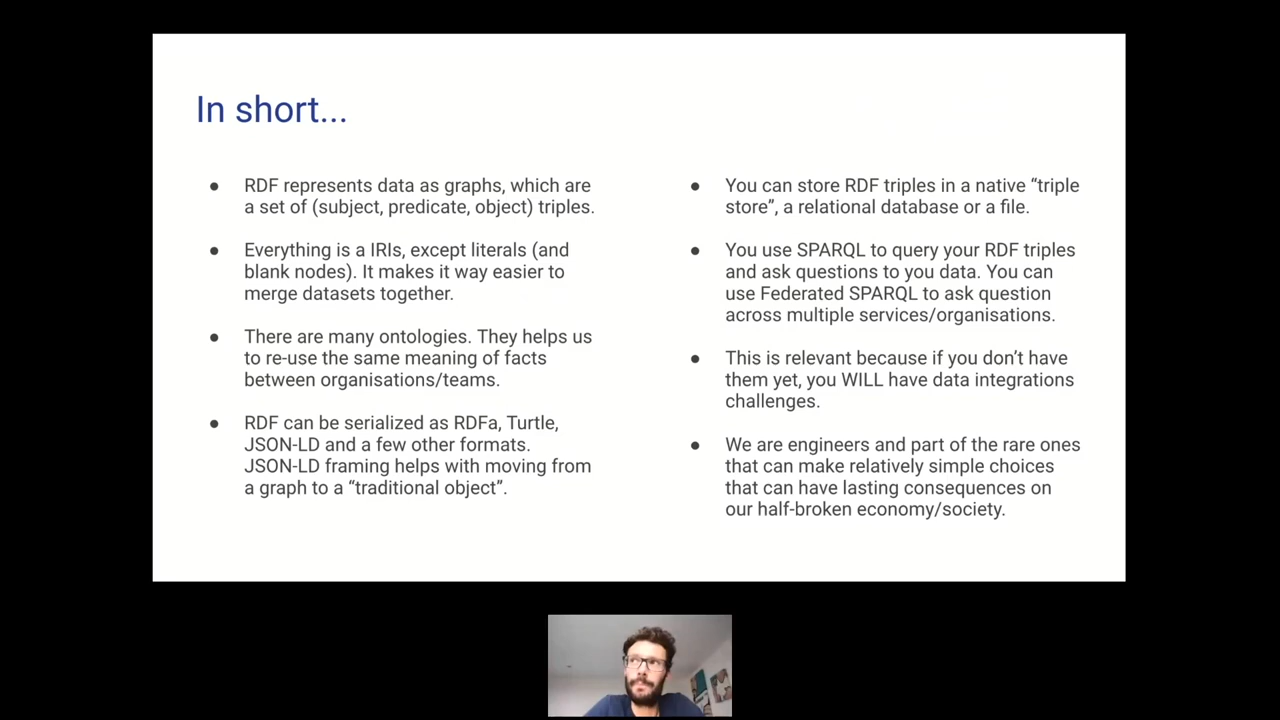 In short...
RDF represents data as graphs, which are
a set of (subject, predicate, object) triples.
Everything is a IRIs, except literals (and
blank nodes). It makes it way easier to
merge datasets together.
There are many ontologies. They helps us
to re-use the same meaning of facts
between organisations/teams.
RDF can be serialized as RDFa, Turtle,
JSON-LD and a few other formats.
JSON-LD framing helps with moving from
a graph to a “traditional object”.
You can store RDF triples in a native “triple
store”, a relational database or a file.
You use SPARQL to query your RDF triples
and ask questions to you data. You can
use Federated SPARQL to ask question
across multiple services/organisations.
This is relevant because if you don’t have
them yet, you WILL have data integrations
challenges.
We are engineers and part of the rare ones
that can make relatively simple choices
that can have lasting consequences on
our half-broken economy/society.